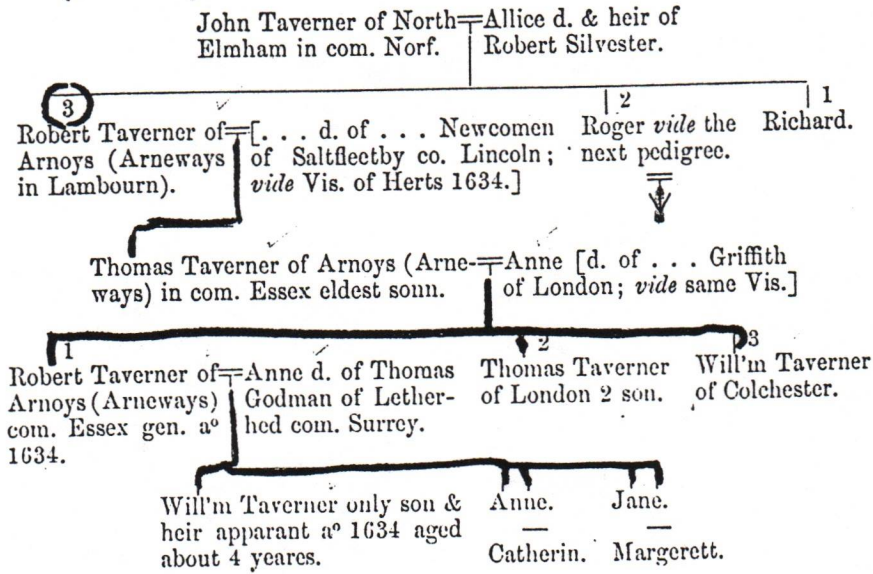 John Taverner of North Elmham in com. Norf.
Allice d. & heir of Robert Silvester.
3
Robert Taverner of Arnoys (Arneways in Lambourn).
[. . . d. of . . . Newcomen of Saltfleetby co. Lincoln; vide Vis. of Herts 1634.]
2
Roger vide the next pedigree.
1
Richard.
Thomas Taverner of Arnoys (Arne-ways) in com. Essex eldest sonn.
Anne [d. of . . . Griffith of London; vide same Vis.]
1
Robert Taverner of Arnoys (Arneways) com. Essex gen. aº 1634.
Anne d. of Thomas Godman of Lether-hed com. Surrey.
2
Thomas Taverner of London 2 son.
3
Will'm Taverner of Colchester.
Will'm Taverner only son & heir apparant aº 1634 aged about 4 yeares.
Anne.
—
Catherin.
Jane.
—
Margerett.